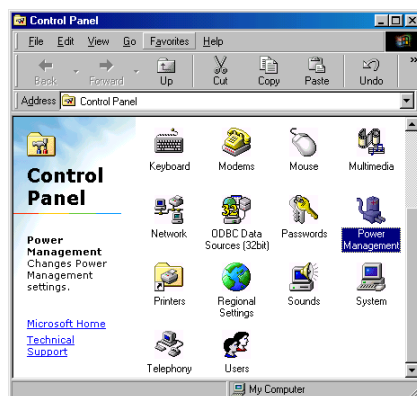 Control Panel
File Edit View Go Favorites Help
Back Forward Up Cut Copy Paste Undo »
Address Control Panel
Control
Panel
Power
Management
Changes Power
Management
settings.
Microsoft Home
Technical
Support
Keyboard Modems Mouse Multimedia
Network ODBC Data Sources (32bit) Passwords Power Management
Printers Regional Settings Sounds System
Telephony Users
My Computer